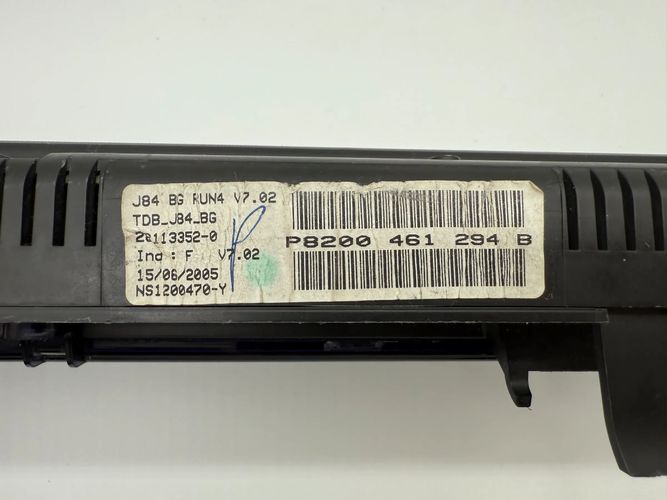 J84 BG RUN4 V7.02
TDB_J84_BG
28113352-0
Ind : F V7.02
15/06/2005
NS1200470-Y
P8200 461 294 B